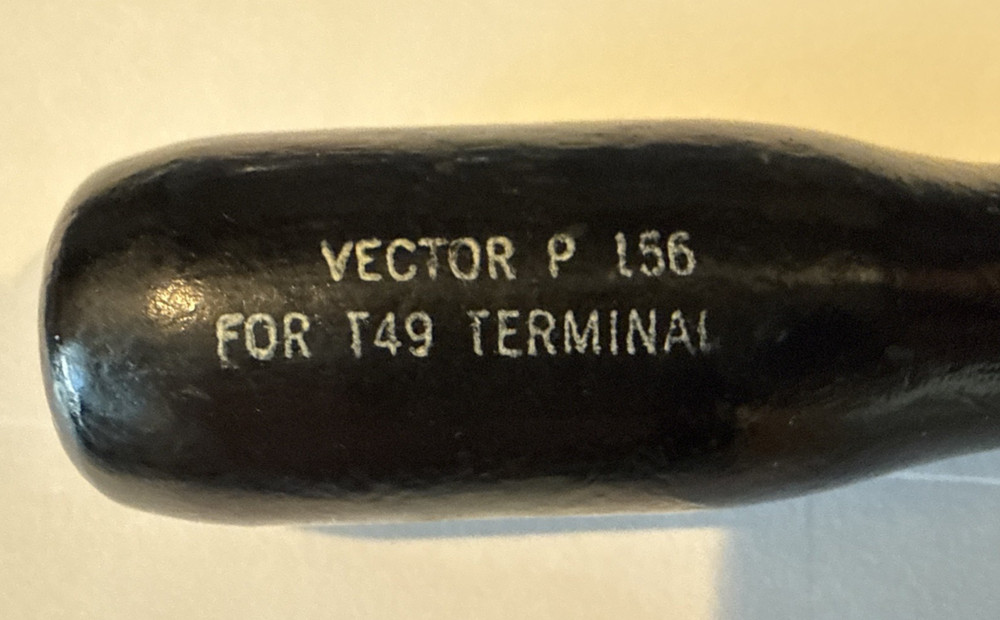 VECTOR P 156
FOR T49 TERMINAL